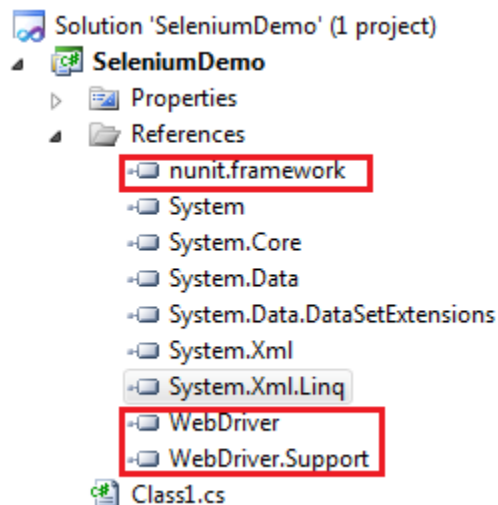 Solution 'SeleniumDemo' (1 project)
SeleniumDemo
Properties
References
nunit.framework
System
System.Core
System.Data
System.Data.DataSetExtensions
System.Xml
System.Xml.Linq
WebDriver
WebDriver.Support
Class1.cs